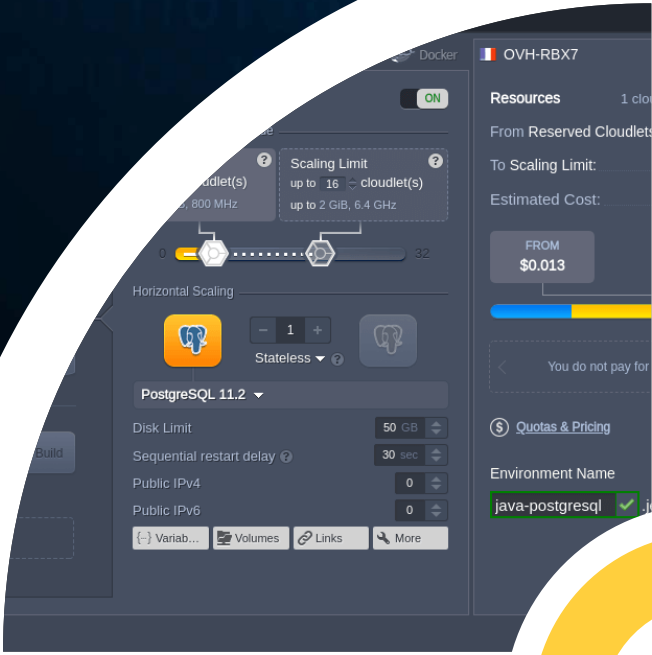 Docker
ON
Scaling Limit
up to 16 cloudlet(s)
800 MHz
up to 2 GiB, 6.4 GHz
0
32
Horizontal Scaling
1
Stateless
PostgreSQL 11.2
Disk Limit
50 GB
Sequential restart delay
30 sec
Public IPv4
0
Public IPv6
0
{--} Variab...
Volumes
Links
More
Build
OVH-RBX7
Resources
1
From Reserved Cloudlets
To Scaling Limit:
Estimated Cost:
FROM
$0.013
You do not pay for
$ Quotas & Pricing
Environment Name
java-postgresql